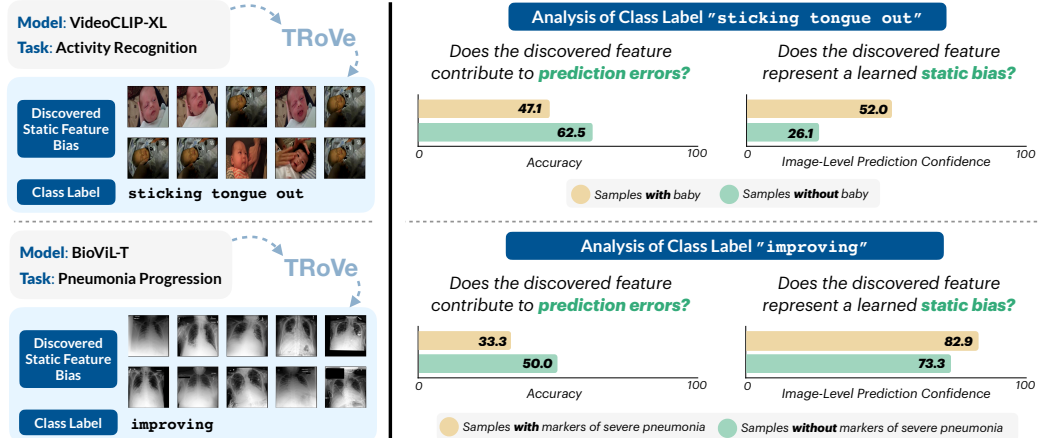 Model: VideoCLIP-XL
Task: Activity Recognition
TRoVe
Discovered
Static Feature
Bias
Class Label
sticking tongue out
Analysis of Class Label "sticking tongue out"
Does the discovered feature
contribute to prediction errors?
47.1
62.5
0
100
Accuracy
Does the discovered feature
represent a learned static bias?
52.0
26.1
0
100
Image-Level Prediction Confidence
Samples with baby
Samples without baby
Model: BioViL-T
Task: Pneumonia Progression
TRoVe
Discovered
Static Feature
Bias
Class Label
improving
Analysis of Class Label "improving"
Does the discovered feature
contribute to prediction errors?
33.3
50.0
0
100
Accuracy
Does the discovered feature
represent a learned static bias?
82.9
73.3
0
100
Image-Level Prediction Confidence
Samples with markers of severe pneumonia
Samples without markers of severe pneumonia